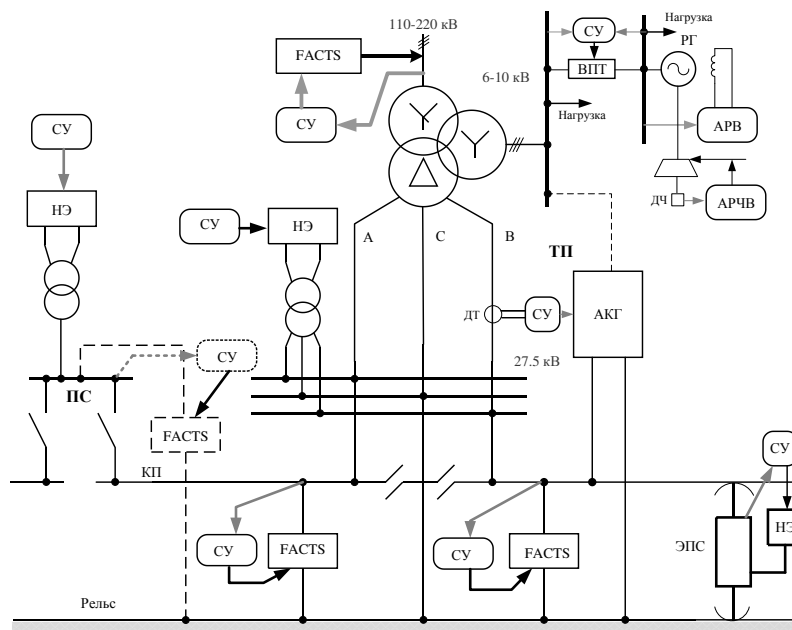 110-220 кВ
FACTS
СУ
СУ
Нагрузка
РГ
6-10 кВ
ВПТ
Нагрузка
АРВ
СУ
НЭ
ДЧ
АРЧВ
СУ
НЭ
А
С
В
ТП
ДТ
СУ
АКГ
СУ
27.5 кВ
ПС
FACTS
КП
СУ
СУ
FACTS
СУ
FACTS
НЭ
ЭПС
Рельс